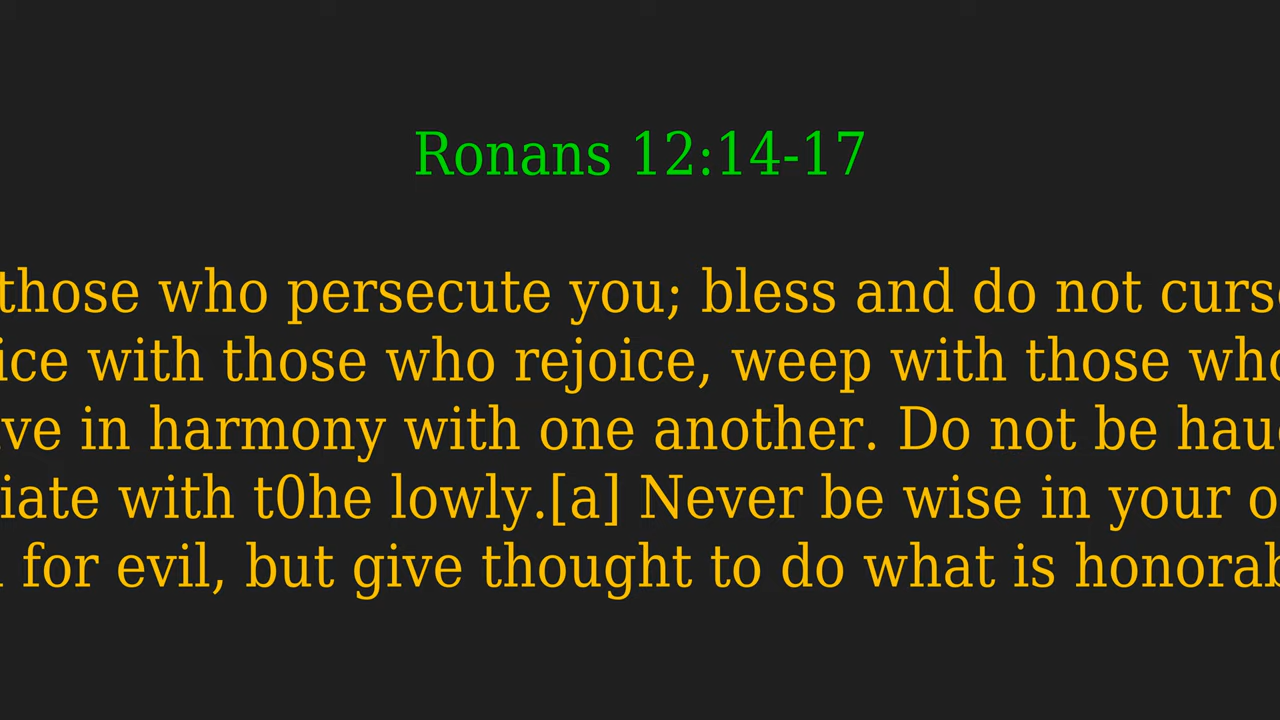 Ronans 12:14-17
those who persecute you; bless and do not curs
ice with those who rejoice, weep with those who
ve in harmony with one another. Do not be hau
iate with t0he lowly.[a] Never be wise in your o
for evil, but give thought to do what is honorab